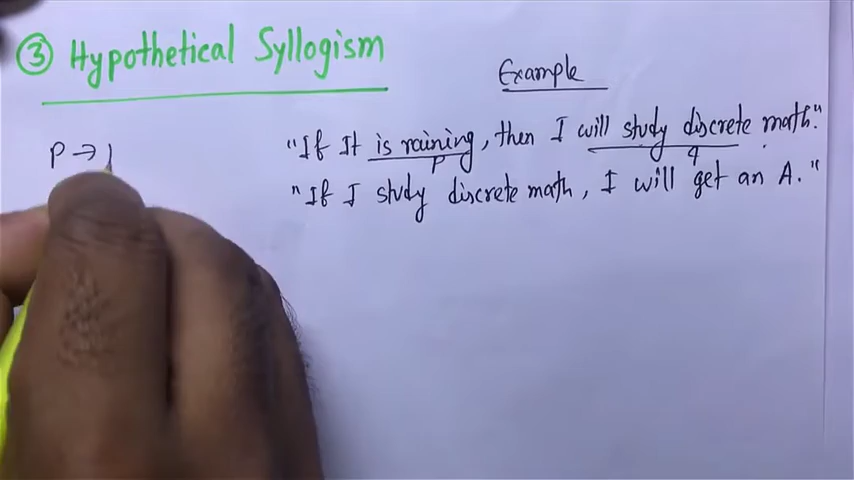 ③ Hypothetical Syllogism
Example
P →
"If It is raining, then I will study discrete math."
p q
"If I study discrete math, I will get an A."